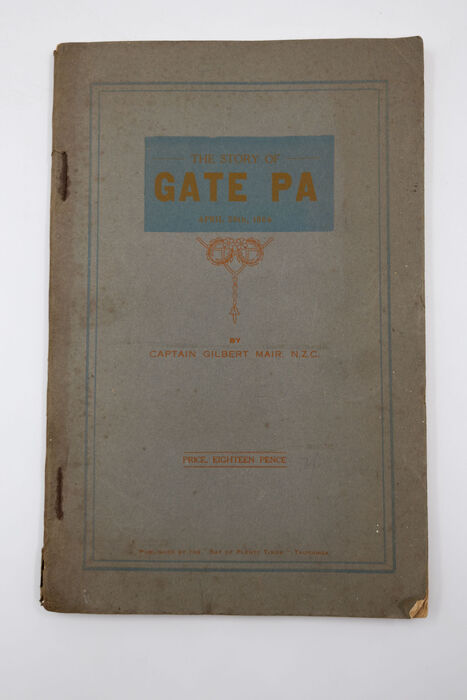 THE STORY OF
GATE PA
APRIL 29TH, 1864
BY
CAPTAIN GILBERT MAIR, N.Z.C.
PRICE, EIGHTEEN PENCE
PUBLISHED BY THE "BAY OF PLENTY TIMES," TAURANGA.